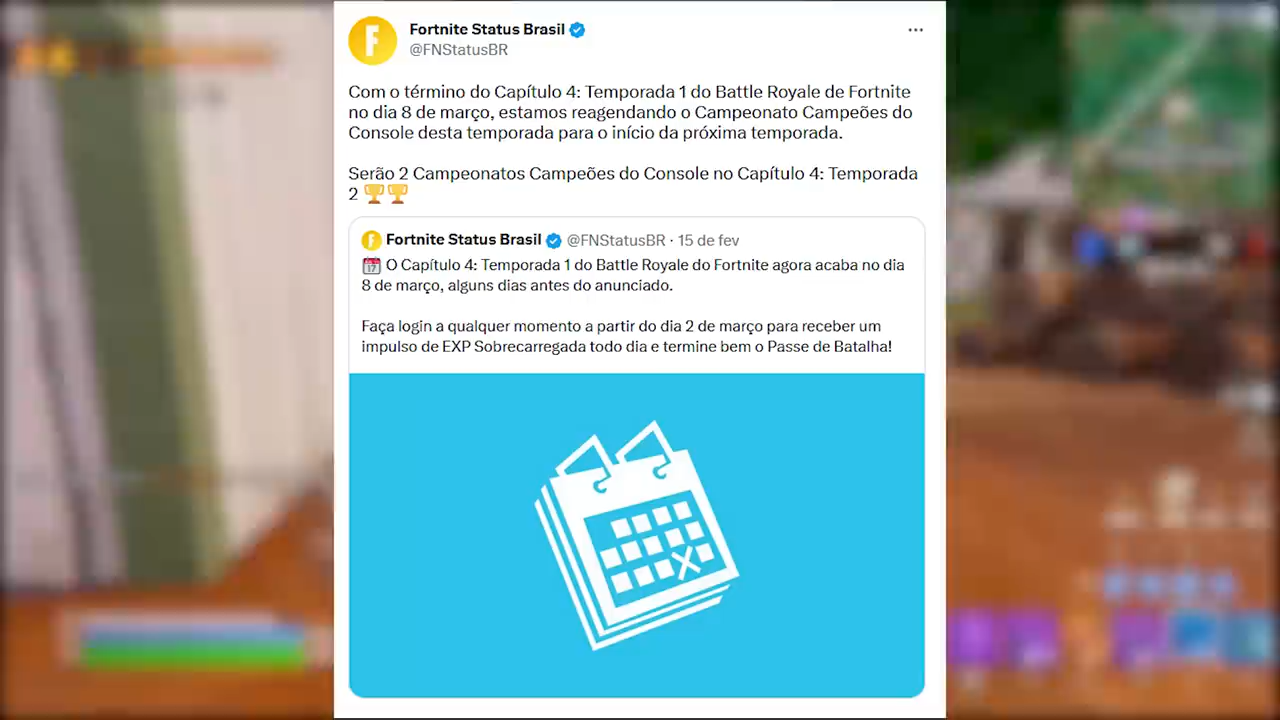 Fortnite Status Brasil
@FNStatusBR
Com o término do Capítulo 4: Temporada 1 do Battle Royale de Fortnite
no dia 8 de março, estamos reagendando o Campeonato Campeões do
Console desta temporada para o início da próxima temporada.
Serão 2 Campeonatos Campeões do Console no Capítulo 4: Temporada
2 🏆🏆
Fortnite Status Brasil @FNStatusBR · 15 de fev
📅 O Capítulo 4: Temporada 1 do Battle Royale do Fortnite agora acaba no dia
8 de março, alguns dias antes do anunciado.
Faça login a qualquer momento a partir do dia 2 de março para receber um
impulso de EXP Sobrecarregada todo dia e termine bem o Passe de Batalha!